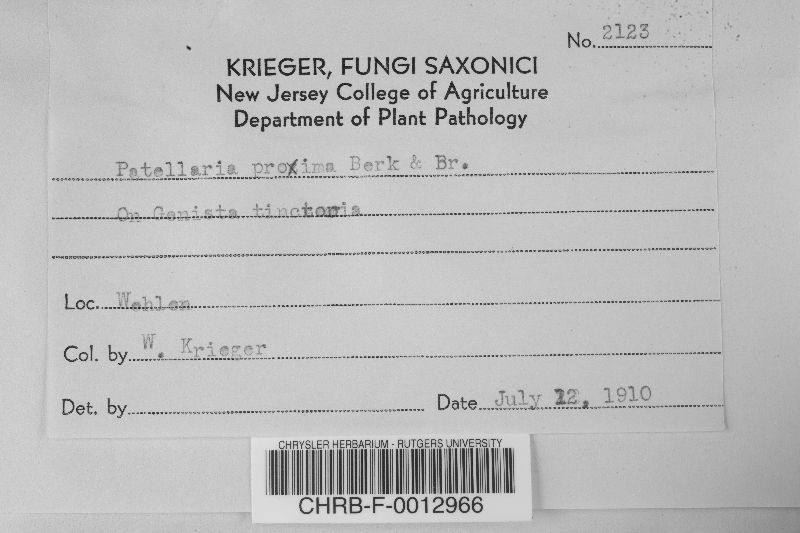 No. 2123
KRIEGER, FUNGI SAXONICI
New Jersey College of Agriculture
Department of Plant Pathology
Patellaria proxima Berk & Br.
On Genista tinctoria
Loc. Wehlen
Col. by W. Krieger
Det. by
Date July 12, 1910
CHRYSLER HERBARIUM - RUTGERS UNIVERSITY
CHRB-F-0012966